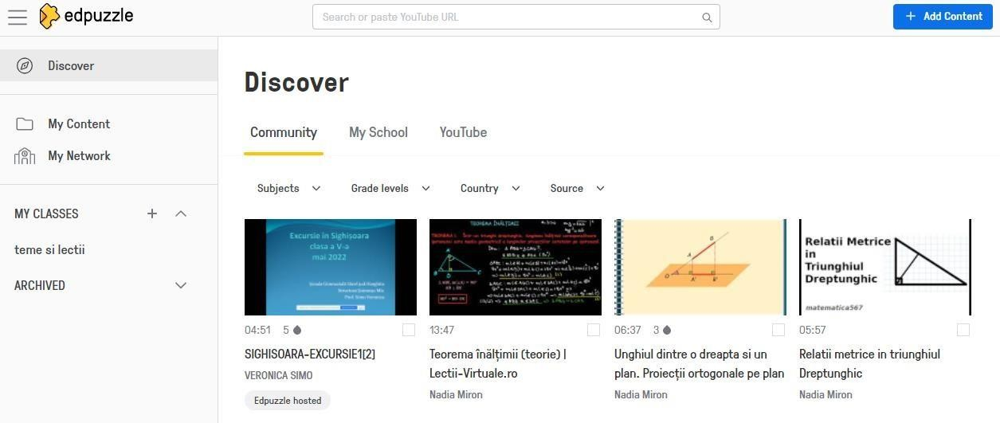 edpuzzle
Search or paste YouTube URL
+ Add Content
Discover
My Content
My Network
MY CLASSES
teme si lectii
ARCHIVED
Discover
Community My School YouTube
Subjects Grade levels Country Source
Excursie în Sighișoara
clasa a V-a
mai 2022
04:51 5
SIGHISOARA-EXCURSIE1[2]
VERONICA SIMO
Edpuzzle hosted
TEOREMA ÎNĂLȚIMII
13:47
Teorema înălțimii (teorie) |
Lectii-Virtuale.ro
Nadia Miron
06:37 3
Unghiul dintre o dreapta si un
plan. Proiecții ortogonale pe plan
Nadia Miron
Relatii Metrice
in
Triunghiul
Dreptunghic
matematica567
05:57
Relatii metrice in triunghiul
Dreptunghic
Nadia Miron